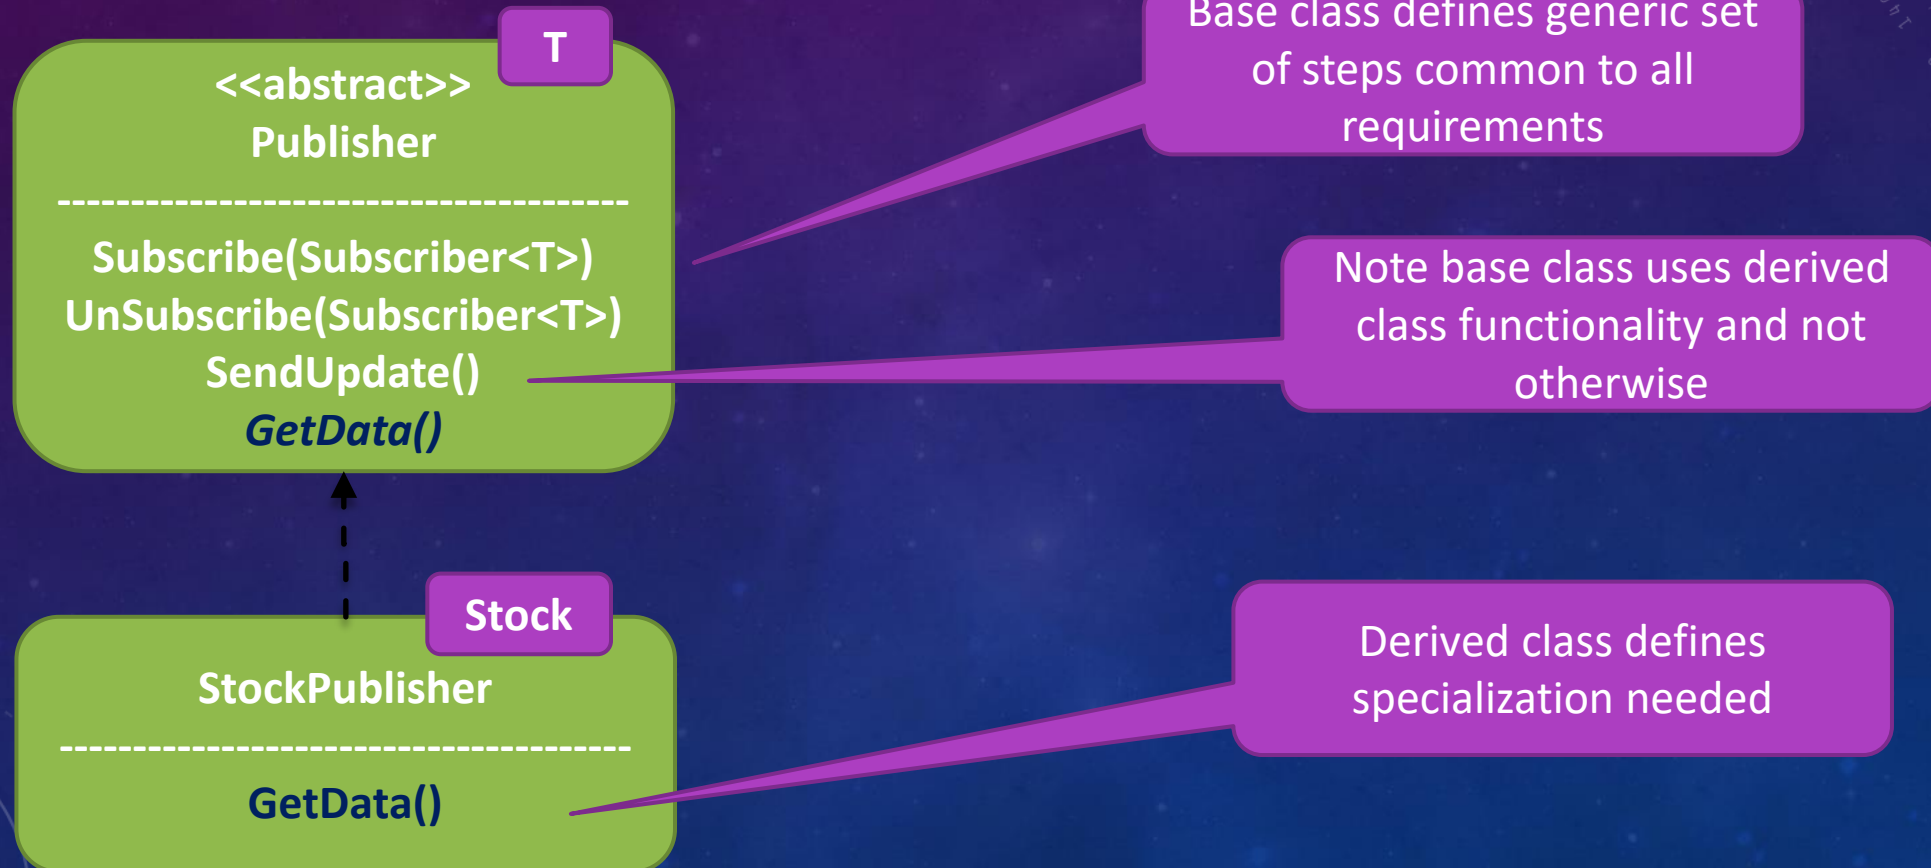 T
<<abstract>>
Publisher
---------------------------------------
Subscribe(Subscriber<T>)
UnSubscribe(Subscriber<T>)
SendUpdate()
GetData()
Base class defines generic set
of steps common to all
requirements
Note base class uses derived
class functionality and not
otherwise
Stock
StockPublisher
---------------------------------------
GetData()
Derived class defines
specialization needed